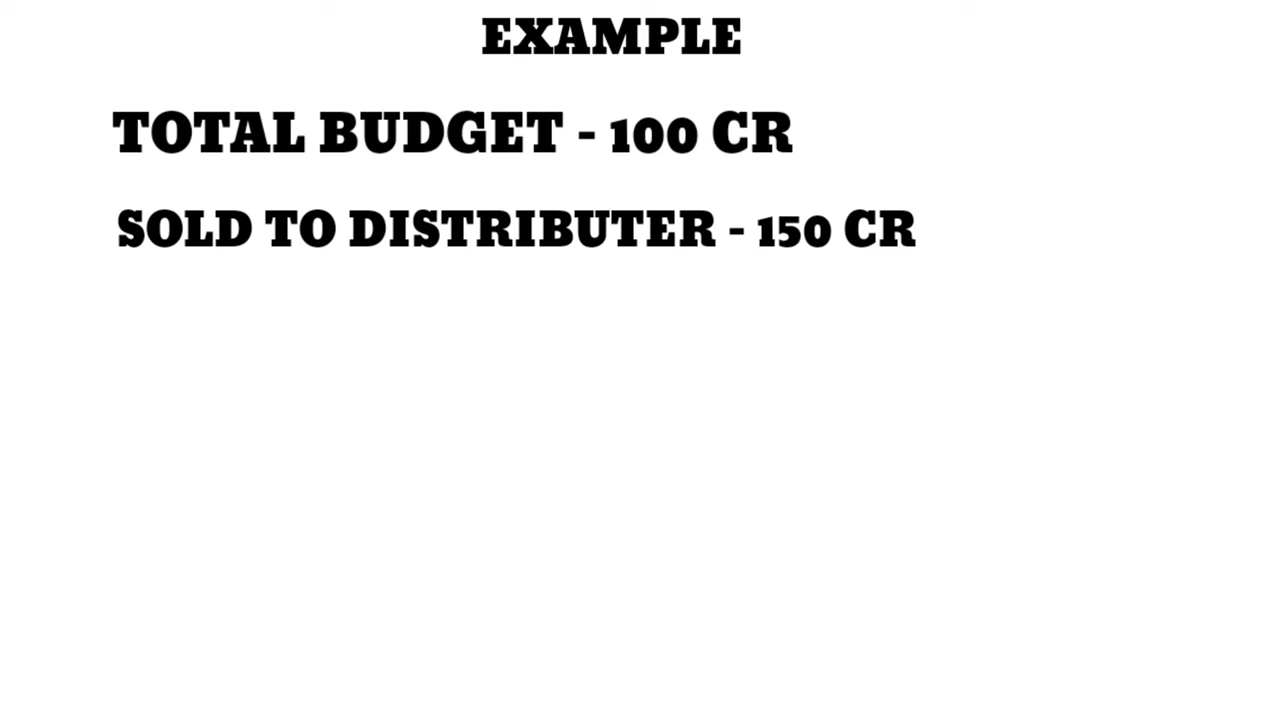 EXAMPLE
TOTAL BUDGET - 100 CR
SOLD TO DISTRIBUTER - 150 CR